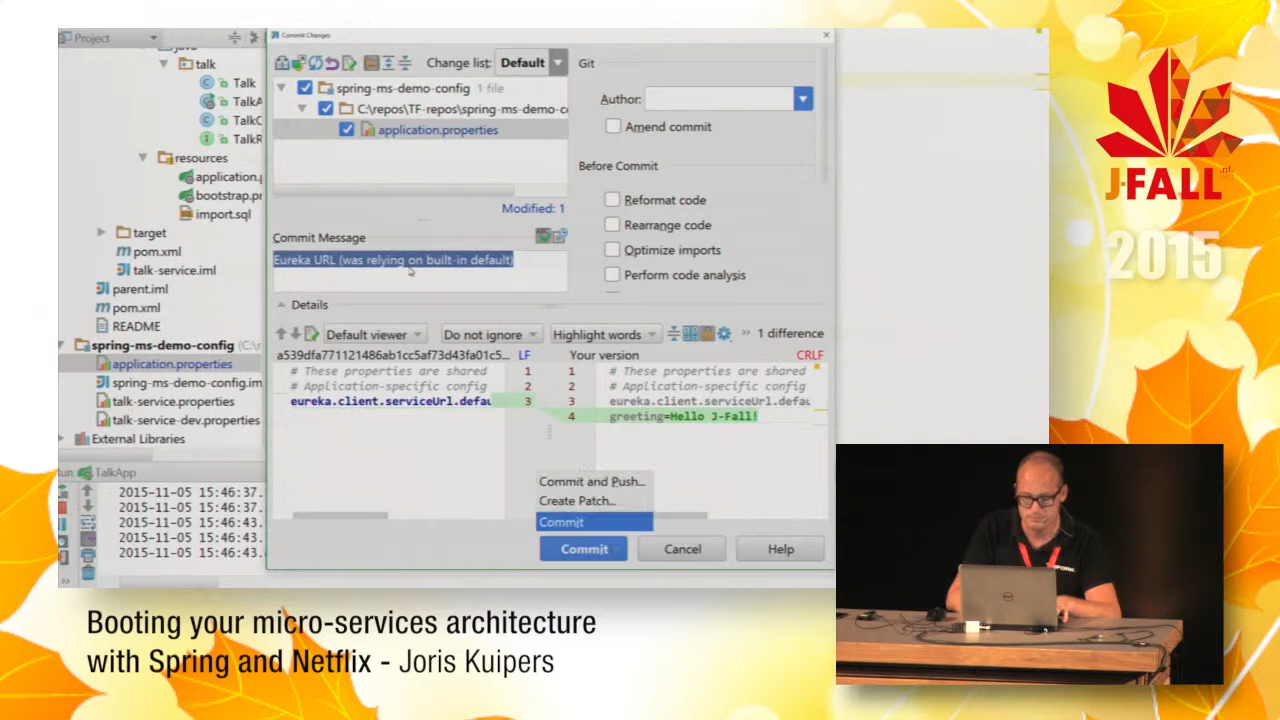 Project
java
talk
Talk
TalkA
TalkC
TalkR
resources
application.p
bootstrap.pr
import.sql
target
pom.xml
talk-service.iml
parent.iml
pom.xml
README
spring-ms-demo-config (C:\r
application.properties
spring-ms-demo-config.im
talk-service.properties
talk-service-dev.properties
External Libraries
un TalkApp
2015-11-05 15:46:37.
2015-11-05 15:46:37.
2015-11-05 15:46:43.
2015-11-05 15:46:43.
2015-11-05 15:46:43.
Commit Changes
Change list: Default
spring-ms-demo-config 1 file
C:\repos\TF-repos\spring-ms-demo-co
application.properties
Modified: 1
Commit Message
Eureka URL (was relying on built-in default)
Git
Author:
Amend commit
Before Commit
Reformat code
Rearrange code
Optimize imports
Perform code analysis
Details
Default viewer
Do not ignore
Highlight words
1 difference
a539dfa771121486ab1cc5af73d43fa01c5... LF
Your version CRLF
# These properties are shared 1
# Application-specific config 2
eureka.client.serviceUrl.defau 3
1 # These properties are shared
2 # Application-specific config
3 eureka.client.serviceUrl.defau
4 greeting=Hello J-Fall!
Commit and Push...
Create Patch...
Commit
Commit Cancel Help
J-FALL.nl
2015
Booting your micro-services architecture
with Spring and Netflix - Joris Kuipers